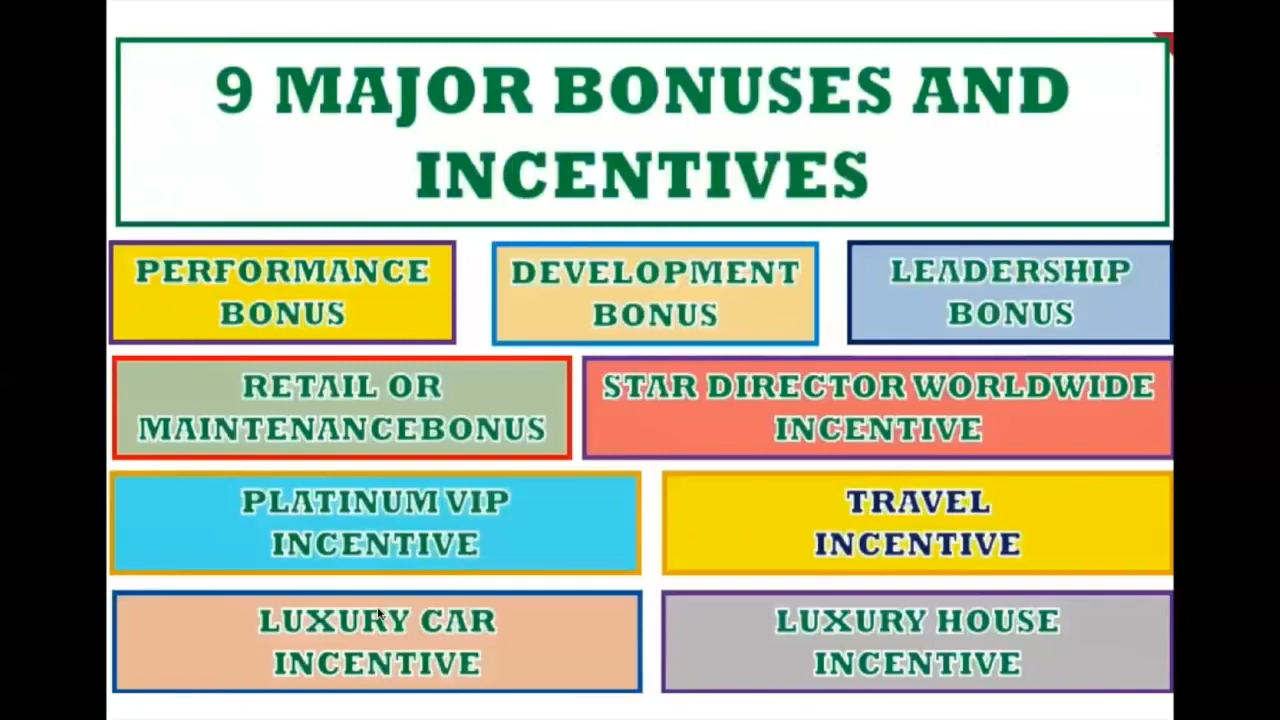 9 MAJOR BONUSES AND
INCENTIVES
PERFORMANCE
BONUS
DEVELOPMENT
BONUS
LEADERSHIP
BONUS
RETAIL OR
MAINTENANCEBONUS
STAR DIRECTOR WORLDWIDE
INCENTIVE
PLATINUM VIP
INCENTIVE
TRAVEL
INCENTIVE
LUXURY CAR
INCENTIVE
LUXURY HOUSE
INCENTIVE